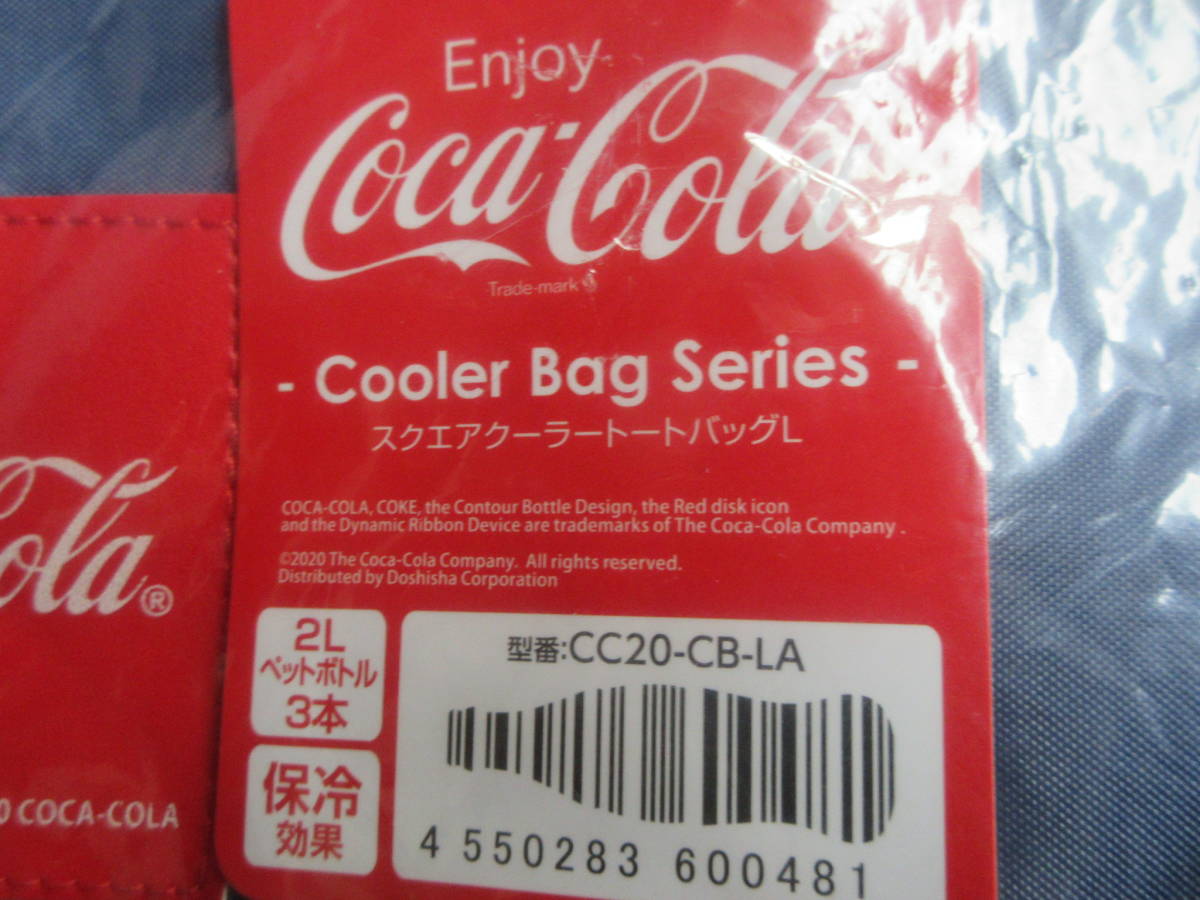 Enjoy
Coca-Cola
Trade-mark ®
- Cooler Bag Series -
スクエアクーラートートバッグL
COCA-COLA, COKE, the Contour Bottle Design, the Red disk icon
and the Dynamic Ribbon Device are trademarks of The Coca-Cola Company .
©2020 The Coca-Cola Company. All rights reserved.
Distributed by Doshisha Corporation
2L
ペットボトル
3本
保冷
効果
型番:CC20-CB-LA
4 550283 600481
Cola®
0 COCA-COLA